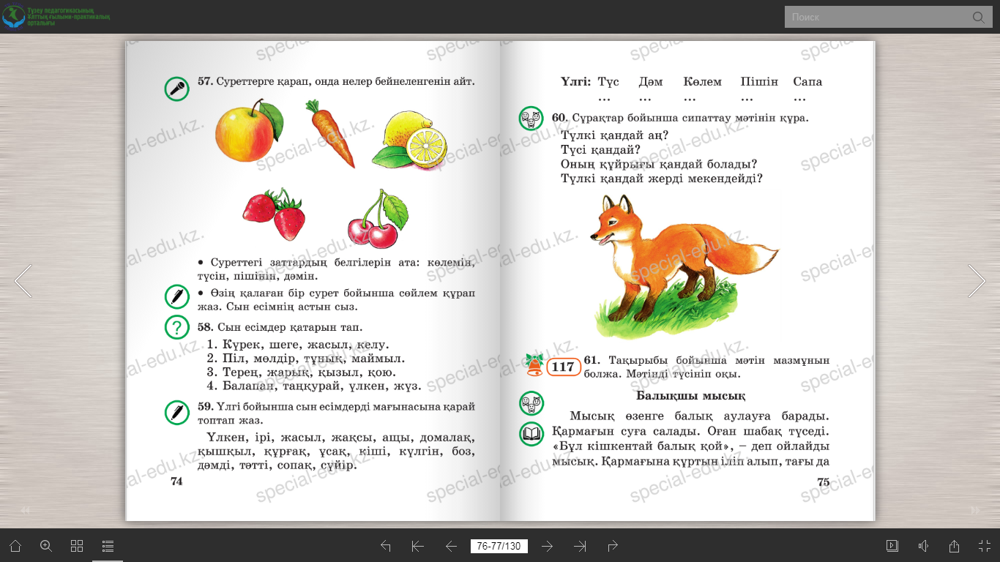 Түзеу педагогикасының
Ұлттық ғылыми-практикалық
орталығы
Поиск
57. Суреттерге қарап, онда нелер бейнеленгенін айт.
• Суреттегі заттардың белгілерін ата: көлемін,
түсін, пішінін, дәмін.
• Өзің қалаған бір сурет бойынша сөйлем құрап
жаз. Сын есімнің астын сыз.
58. Сын есімдер қатарын тап.
1. Күрек, шеге, жасыл, келу.
2. Піл, мөлдір, тұнық, маймыл.
3. Терең, жарық, қызыл, қою.
4. Балапан, таңқурай, үлкен, жүз.
59. Үлгі бойынша сын есімдерді мағынасына қарай
топтап жаз.
Үлкен, ірі, жасыл, жақсы, ащы, домалақ,
қышқыл, құрғақ, ұсақ, кіші, күлгін, боз,
дәмді, тәтті, сопақ, сүйір.
74
Үлгі: Түс Дәм Көлем Пішін Сапа
... ... ... ... ...
60. Сұрақтар бойынша сипаттау мәтінін құра.
Түлкі қандай аң?
Түсі қандай?
Оның құйрығы қандай болады?
Түлкі қандай жерді мекендейді?
117 61. Тақырыбы бойынша мәтін мазмұнын
болжа. Мәтінді түсініп оқы.
Балықшы мысық
Мысық өзенге балық аулауға барады.
Қармағын суға салады. Оған шабақ түседі.
«Бұл кішкентай балық қой», – деп ойлайды
мысық. Қармағына құртын іліп алып, тағы да
75
special-edu.kz.
76-77/130